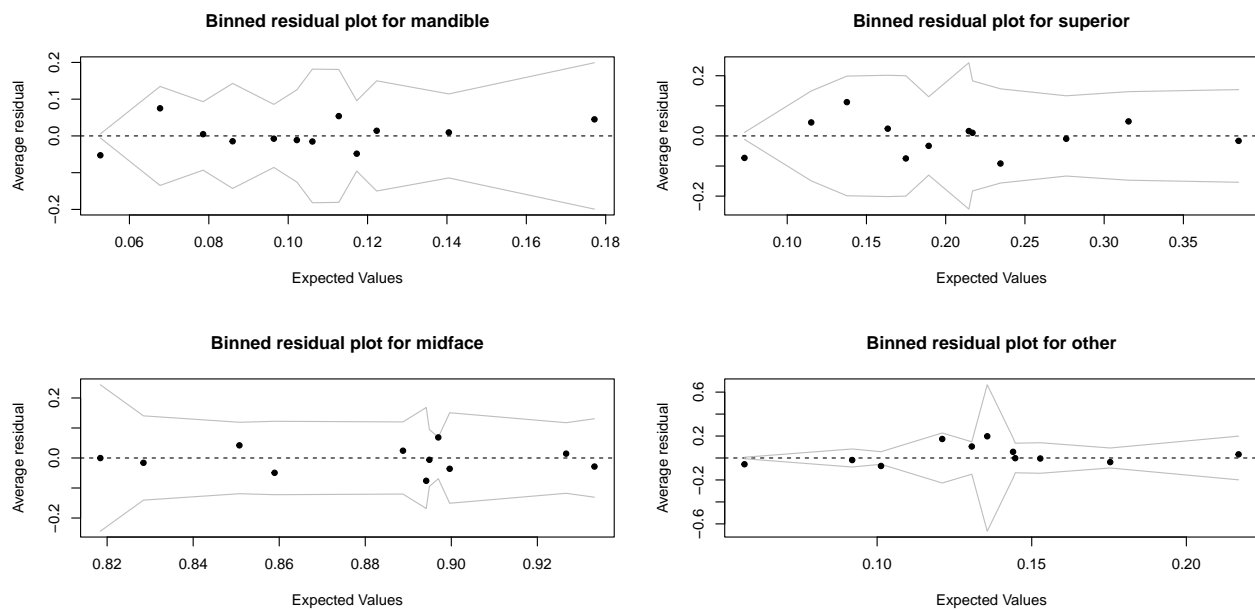 Binned residual plot for mandible
Average residual
0.2
0.1
0.0
−0.2
0.06 0.08 0.10 0.12 0.14 0.16 0.18
Expected Values
Binned residual plot for superior
Average residual
0.2
0.0
−0.2
0.10 0.15 0.20 0.25 0.30 0.35
Expected Values
Binned residual plot for midface
Average residual
0.2
0.0
−0.2
0.82 0.84 0.86 0.88 0.90 0.92
Expected Values
Binned residual plot for other
Average residual
0.6
0.2
−0.2
−0.6
0.10 0.15 0.20
Expected Values